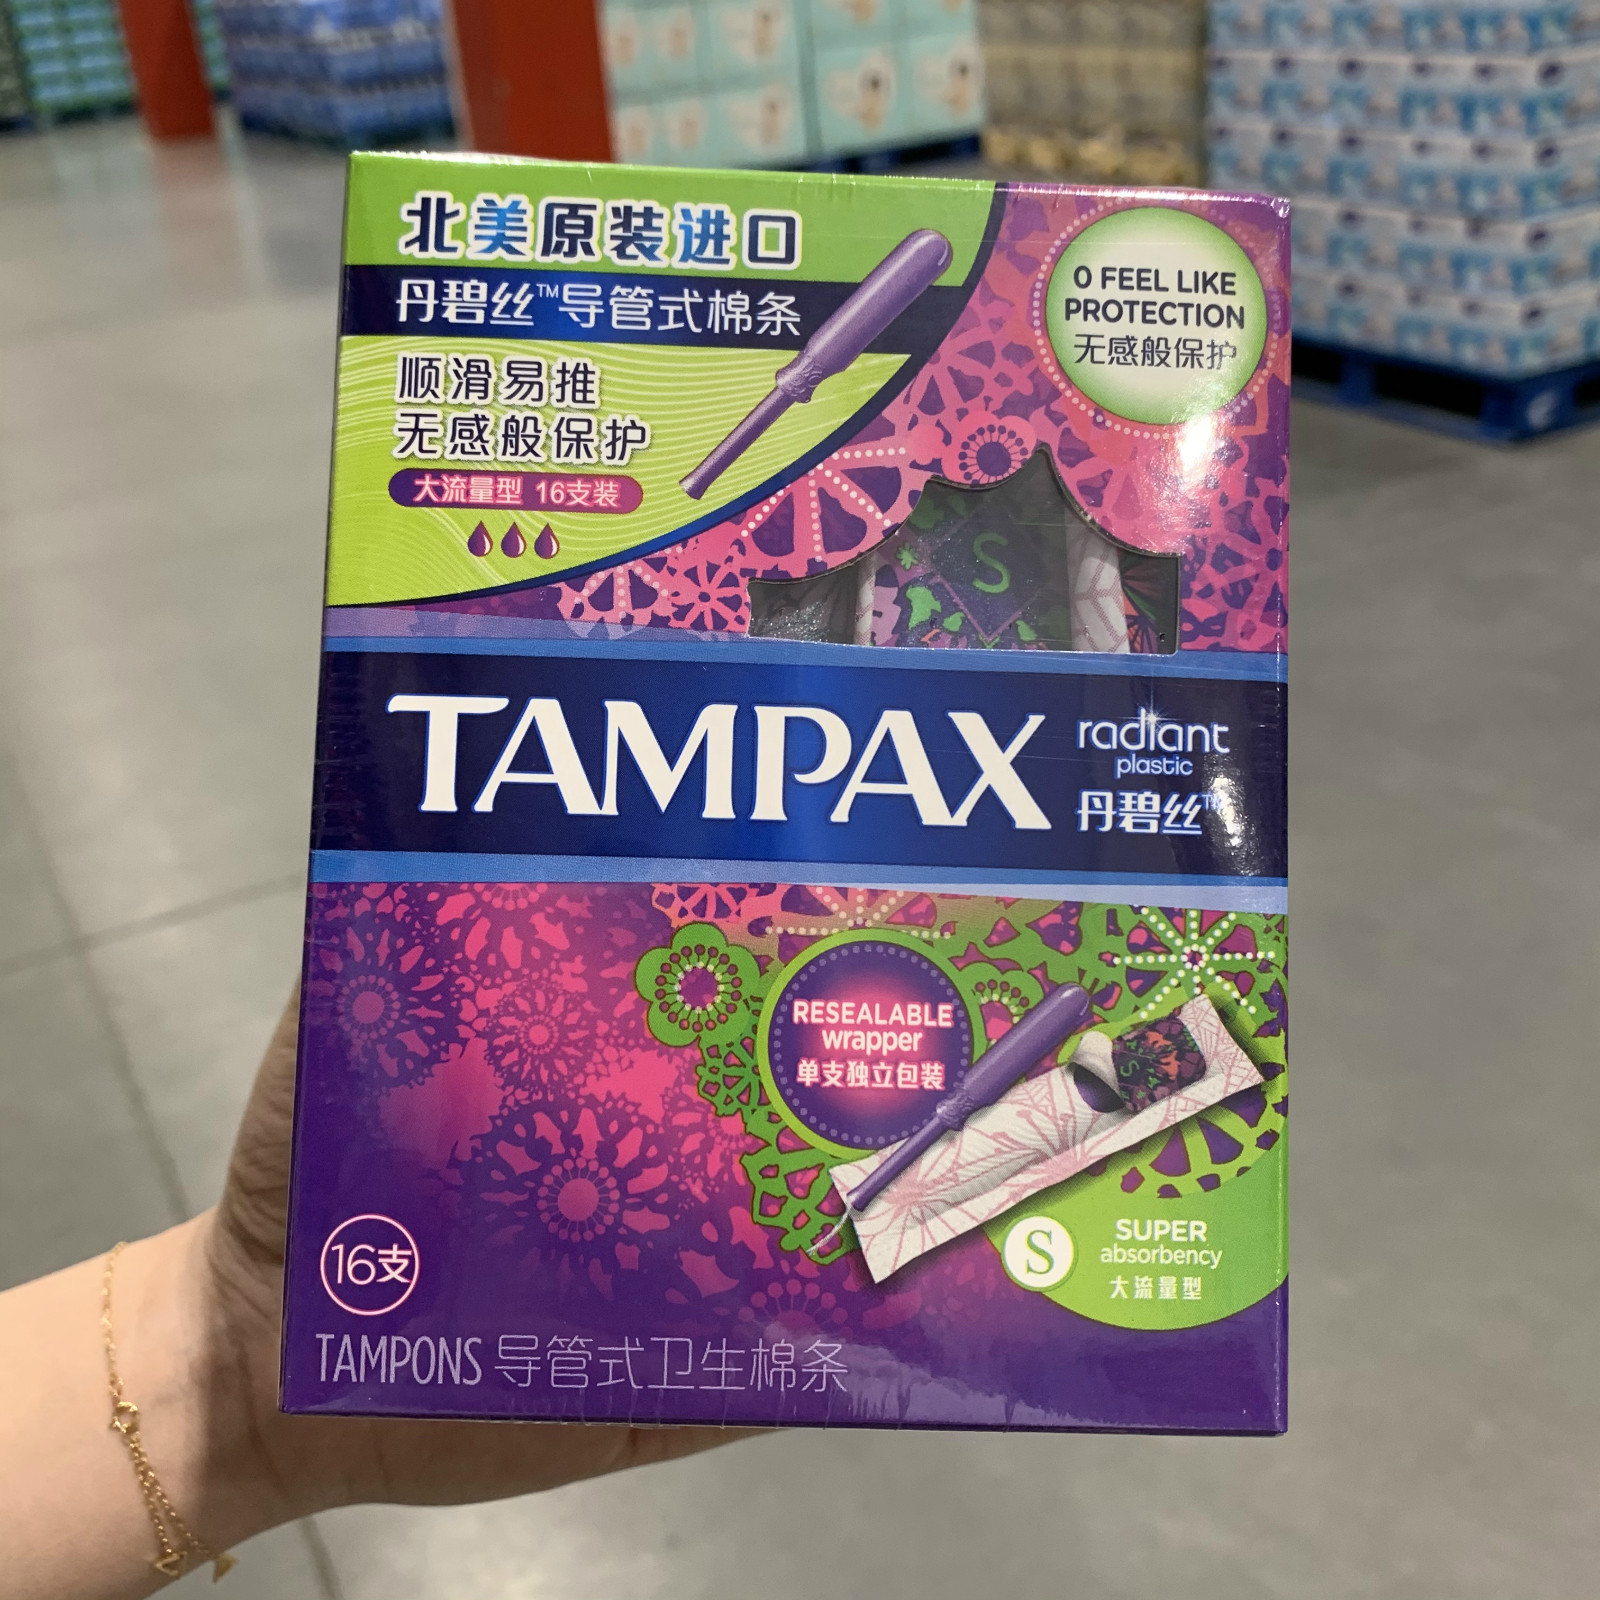 北美原装进口
丹碧丝™导管式棉条
顺滑易推
无感般保护
大流量型 16支装
0 FEEL LIKE
PROTECTION
无感般保护
S
TAMPAX
radiant
plastic
丹碧丝™
RESEALABLE
wrapper
单支独立包装
S
S
SUPER
absorbency
大流量型
16支
TAMPONS 导管式卫生棉条